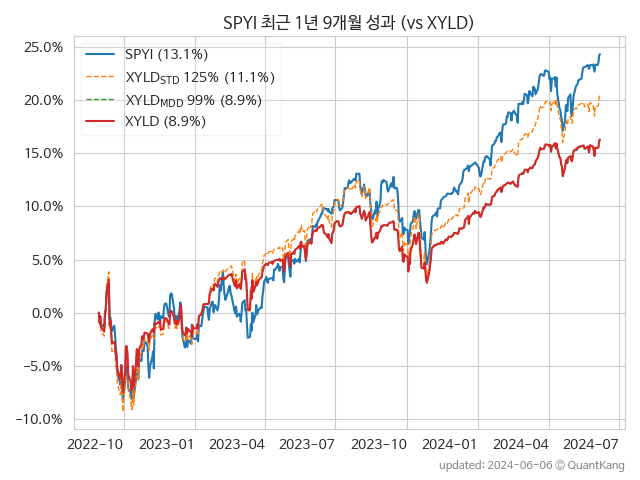 SPYI 최근 1년 9개월 성과 (vs XYLD)
25.0%
20.0%
15.0%
10.0%
5.0%
0.0%
−5.0%
−10.0%
SPYI (13.1%)
XYLD_STD 125% (11.1%)
XYLD_MDD 99% (8.9%)
XYLD (8.9%)
2022-10 2023-01 2023-04 2023-07 2023-10 2024-01 2024-04 2024-07
updated: 2024-06-06 © QuantKang